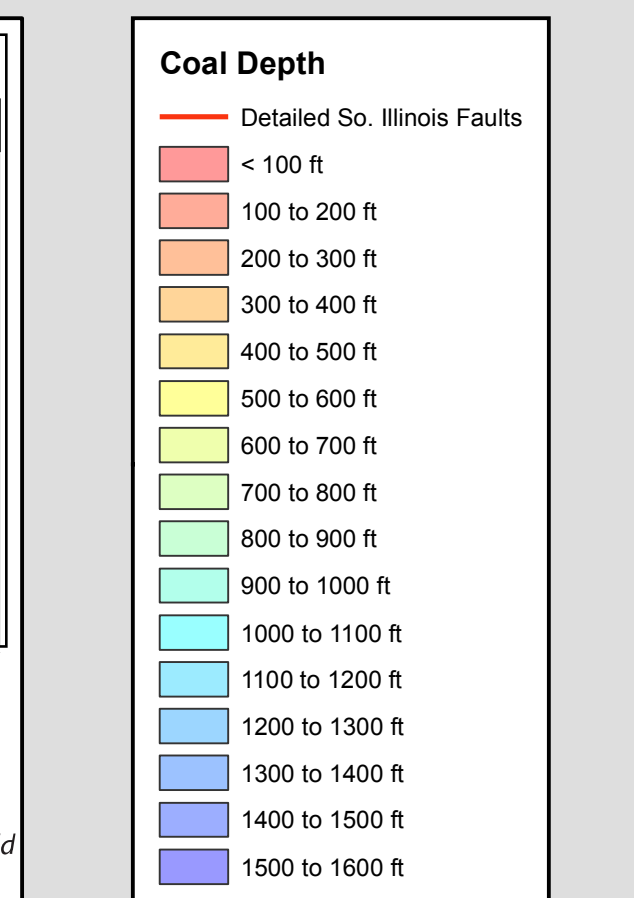 Coal Depth
Detailed So. Illinois Faults
< 100 ft
100 to 200 ft
200 to 300 ft
300 to 400 ft
400 to 500 ft
500 to 600 ft
600 to 700 ft
700 to 800 ft
800 to 900 ft
900 to 1000 ft
1000 to 1100 ft
1100 to 1200 ft
1200 to 1300 ft
1300 to 1400 ft
1400 to 1500 ft
1500 to 1600 ft